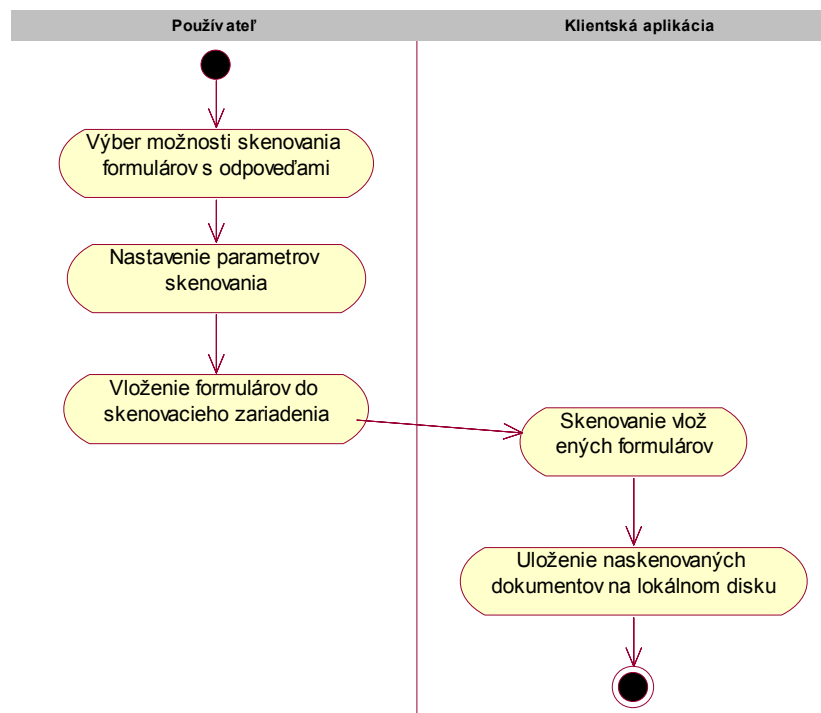 Používateľ
Klientská aplikácia
Výber možnosti skenovania
formulárov s odpoveďami
Nastavenie parametrov
skenovania
Vloženie formulárov do
skenovacieho zariadenia
Skenovanie vlož
ených formulárov
Uloženie naskenovaných
dokumentov na lokálnom disku